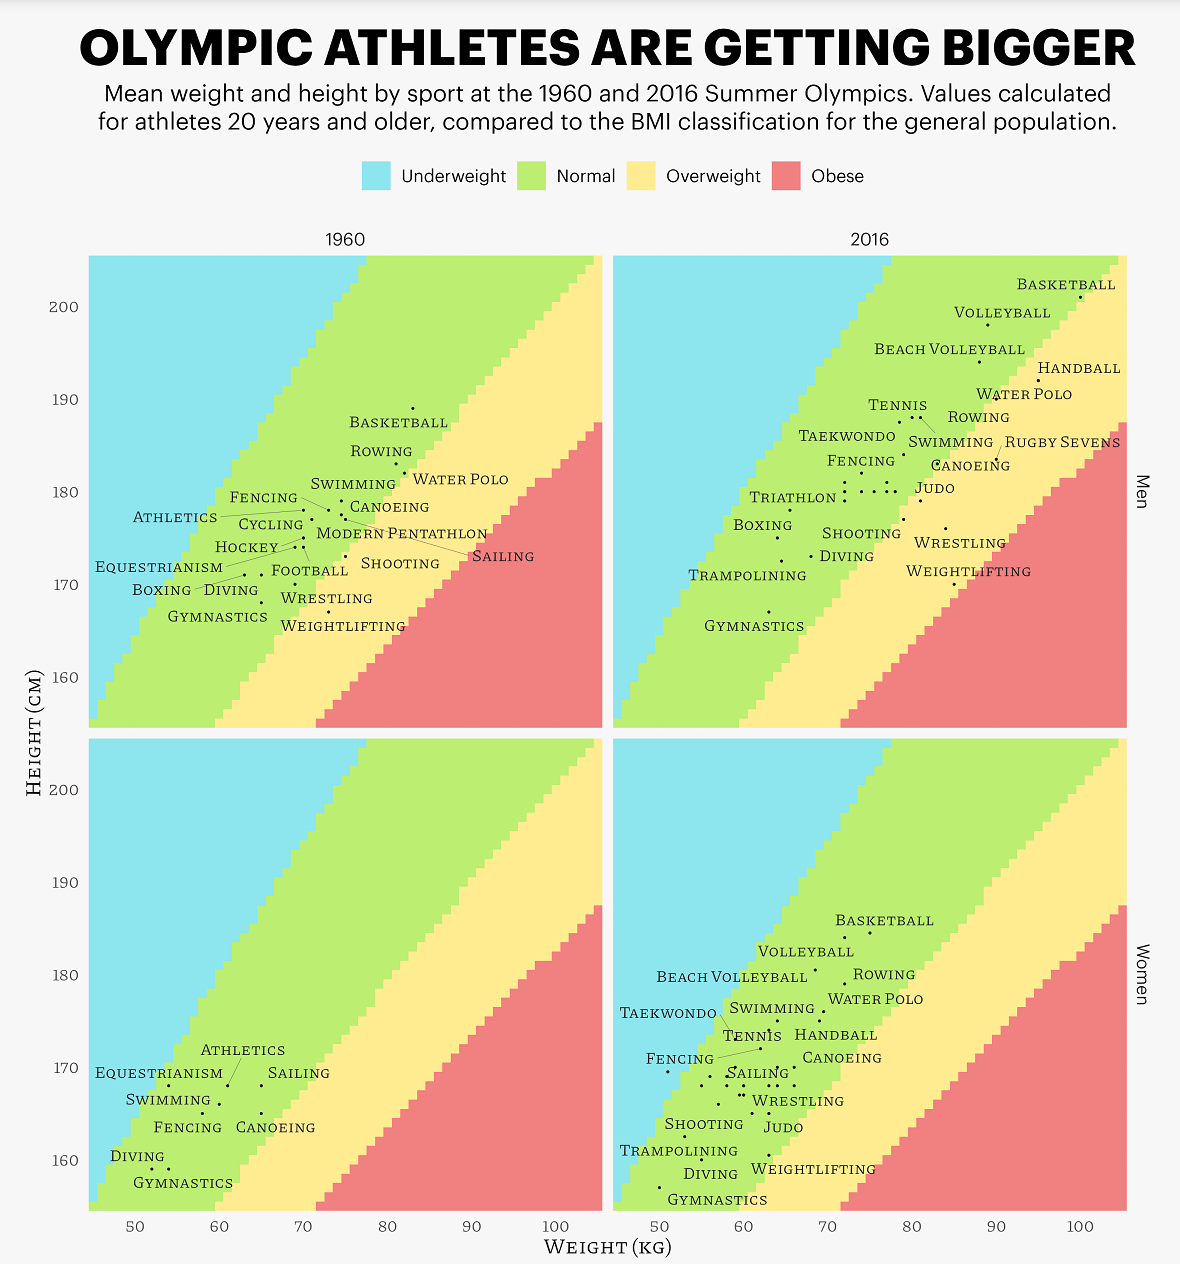 OLYMPIC ATHLETES ARE GETTING BIGGER
Mean weight and height by sport at the 1960 and 2016 Summer Olympics. Values calculated
for athletes 20 years and older, compared to the BMI classification for the general population.
Underweight Normal Overweight Obese
1960
200
190
180
170
160
BASKETBALL
ROWING
WATER POLO
SWIMMING
FENCING
CANOEING
ATHLETICS
CYCLING
MODERN PENTATHLON
HOCKEY
SAILING
SHOOTING
EQUESTRIANISM
FOOTBALL
BOXING
DIVING
WRESTLING
GYMNASTICS
WEIGHTLIFTING
2016
BASKETBALL
VOLLEYBALL
BEACH VOLLEYBALL
HANDBALL
WATER POLO
TENNIS
ROWING
TAEKWONDO
SWIMMING
RUGBY SEVENS
FENCING
CANOEING
JUDO
TRIATHLON
BOXING
SHOOTING
WRESTLING
DIVING
TRAMPOLINING
WEIGHTLIFTING
GYMNASTICS
Men
HEIGHT (CM)
200
190
180
170
160
ATHLETICS
EQUESTRIANISM
SAILING
SWIMMING
FENCING
CANOEING
DIVING
GYMNASTICS
50 60 70 80 90 100
BASKETBALL
VOLLEYBALL
BEACH VOLLEYBALL
ROWING
WATER POLO
SWIMMING
TAEKWONDO
TENNIS
HANDBALL
FENCING
CANOEING
SAILING
WRESTLING
SHOOTING
JUDO
TRAMPOLINING
WEIGHTLIFTING
DIVING
GYMNASTICS
50 60 70 80 90 100
Women
WEIGHT (KG)